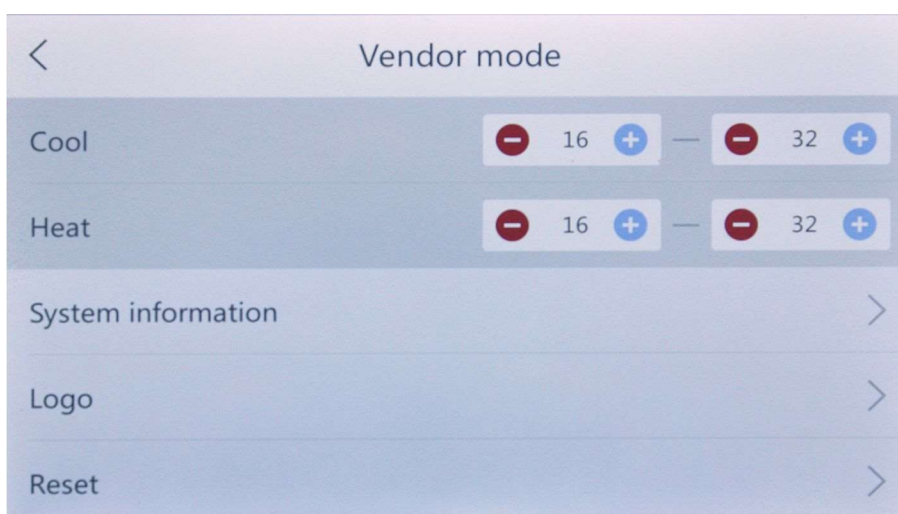 Vendor mode
Cool 16 — 32
Heat 16 — 32
System information
Logo
Reset